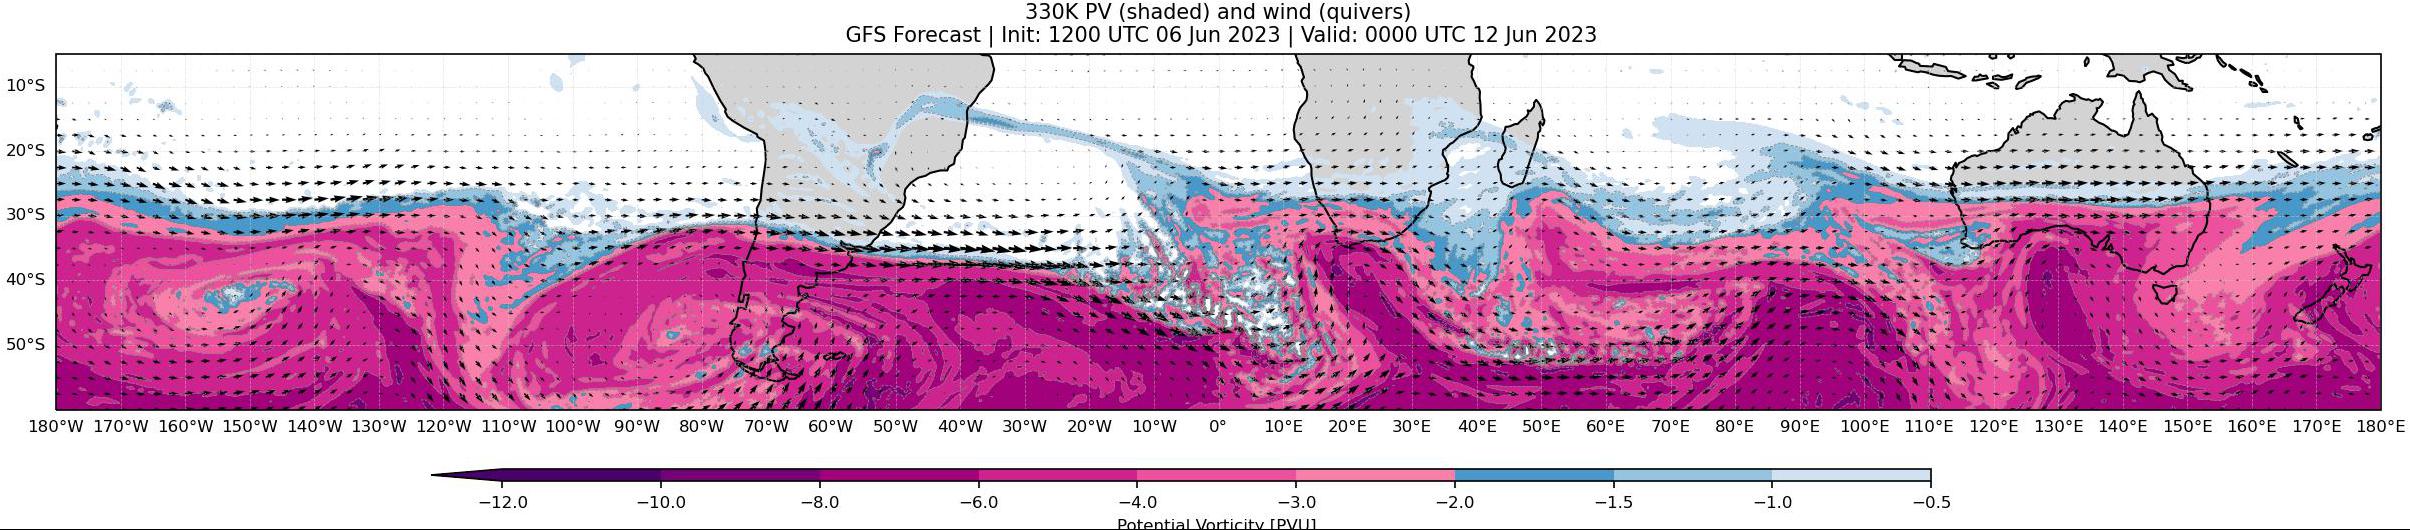 330K PV (shaded) and wind (quivers)
GFS Forecast | Init: 1200 UTC 06 Jun 2023 | Valid: 0000 UTC 12 Jun 2023
10°S
20°S
30°S
40°S
50°S
180°W 170°W 160°W 150°W 140°W 130°W 120°W 110°W 100°W 90°W 80°W 70°W 60°W 50°W 40°W 30°W 20°W 10°W 0° 10°E 20°E 30°E 40°E 50°E 60°E 70°E 80°E 90°E 100°E 110°E 120°E 130°E 140°E 150°E 160°E 170°E 180°E
−12.0 −10.0 −8.0 −6.0 −4.0 −3.0 −2.0 −1.5 −1.0 −0.5
Potential Vorticity [PVU]